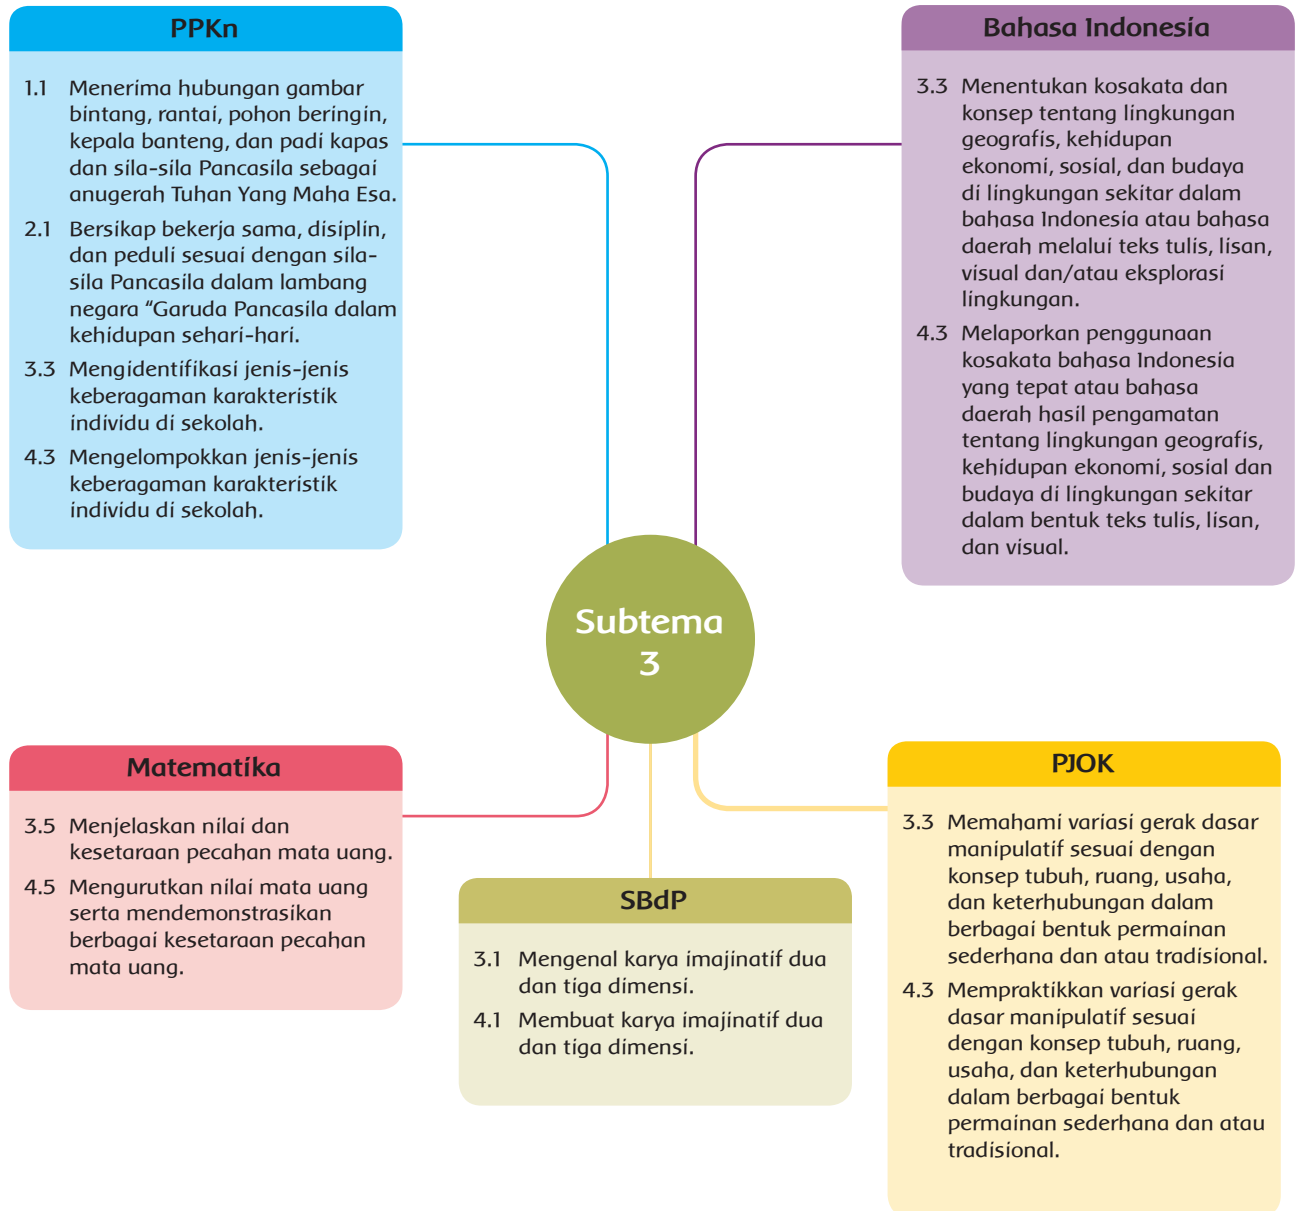 PPKn
1.1 Menerima hubungan gambar
bintang, rantai, pohon beringin,
kepala banteng, dan padi kapas
dan sila-sila Pancasila sebagai
anugerah Tuhan Yang Maha Esa.
2.1 Bersikap bekerja sama, disiplin,
dan peduli sesuai dengan sila-
sila Pancasila dalam lambang
negara “Garuda Pancasila dalam
kehidupan sehari-hari.
3.3 Mengidentifikasi jenis-jenis
keberagaman karakteristik
individu di sekolah.
4.3 Mengelompokkan jenis-jenis
keberagaman karakteristik
individu di sekolah.
Bahasa Indonesia
3.3 Menentukan kosakata dan
konsep tentang lingkungan
geografis, kehidupan
ekonomi, sosial, dan budaya
di lingkungan sekitar dalam
bahasa Indonesia atau bahasa
daerah melalui teks tulis, lisan,
visual dan/atau eksplorasi
lingkungan.
4.3 Melaporkan penggunaan
kosakata bahasa Indonesia
yang tepat atau bahasa
daerah hasil pengamatan
tentang lingkungan geografis,
kehidupan ekonomi, sosial dan
budaya di lingkungan sekitar
dalam bentuk teks tulis, lisan,
dan visual.
Subtema
3
Matematika
3.5 Menjelaskan nilai dan
kesetaraan pecahan mata uang.
4.5 Mengurutkan nilai mata uang
serta mendemonstrasikan
berbagai kesetaraan pecahan
mata uang.
SBdP
3.1 Mengenal karya imajinatif dua
dan tiga dimensi.
4.1 Membuat karya imajinatif dua
dan tiga dimensi.
PJOK
3.3 Memahami variasi gerak dasar
manipulatif sesuai dengan
konsep tubuh, ruang, usaha,
dan keterhubungan dalam
berbagai bentuk permainan
sederhana dan atau tradisional.
4.3 Mempraktikkan variasi gerak
dasar manipulatif sesuai
dengan konsep tubuh, ruang,
usaha, dan keterhubungan
dalam berbagai bentuk
permainan sederhana dan atau
tradisional.